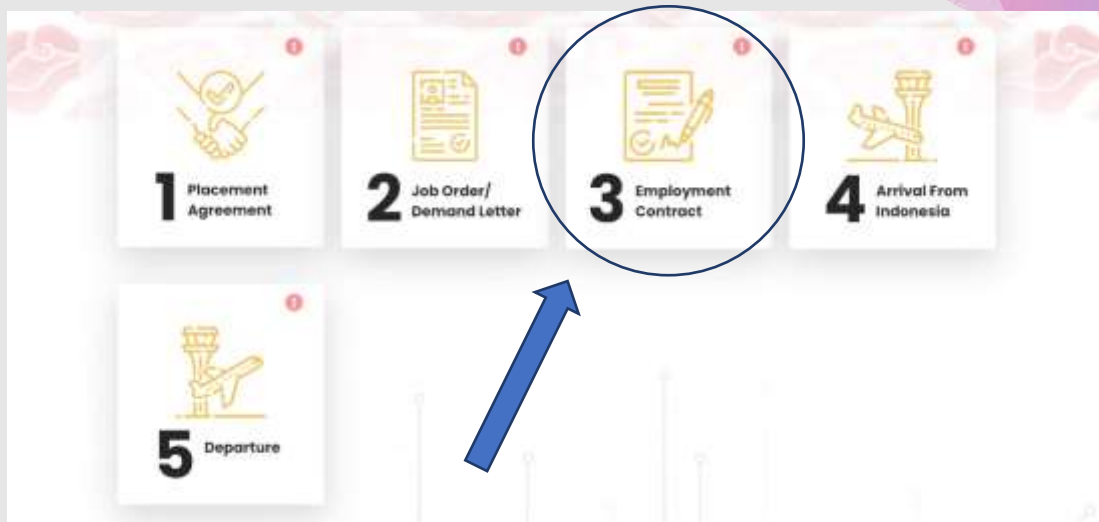 1 Placement
Agreement
2 Job Order/
Demand Letter
3 Employment
Contract
4 Arrival From
Indonesia
5 Departure